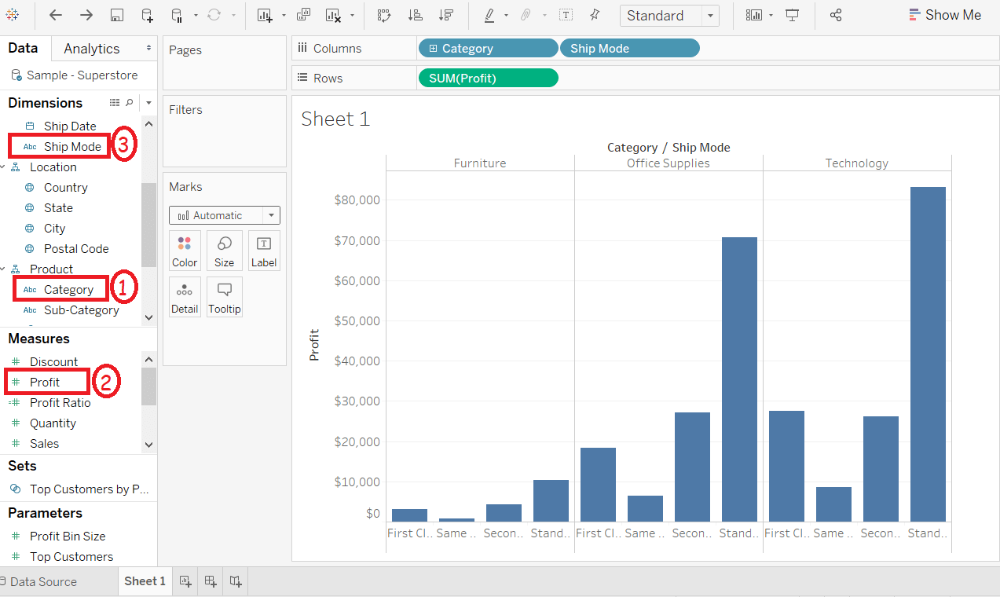 Standard
Show Me
Data
Analytics
Sample - Superstore
Dimensions
Ship Date
Abc Ship Mode 3
Location
Country
State
City
Postal Code
Product
Abc Category 1
Abc Sub-Category
Measures
Discount
Profit 2
Profit Ratio
Quantity
Sales
Sets
Top Customers by P...
Parameters
Profit Bin Size
Top Customers
Pages
Filters
Marks
Automatic
Color Size Label
Detail Tooltip
Columns Category Ship Mode
Rows SUM(Profit)
Sheet 1
Category / Ship Mode
Furniture Office Supplies Technology
Profit
$80,000
$70,000
$60,000
$50,000
$40,000
$30,000
$20,000
$10,000
$0
First Cl.. Same .. Secon.. Stand.. First Cl.. Same .. Secon.. Stand.. First Cl.. Same .. Secon.. Stand..
Data Source Sheet 1